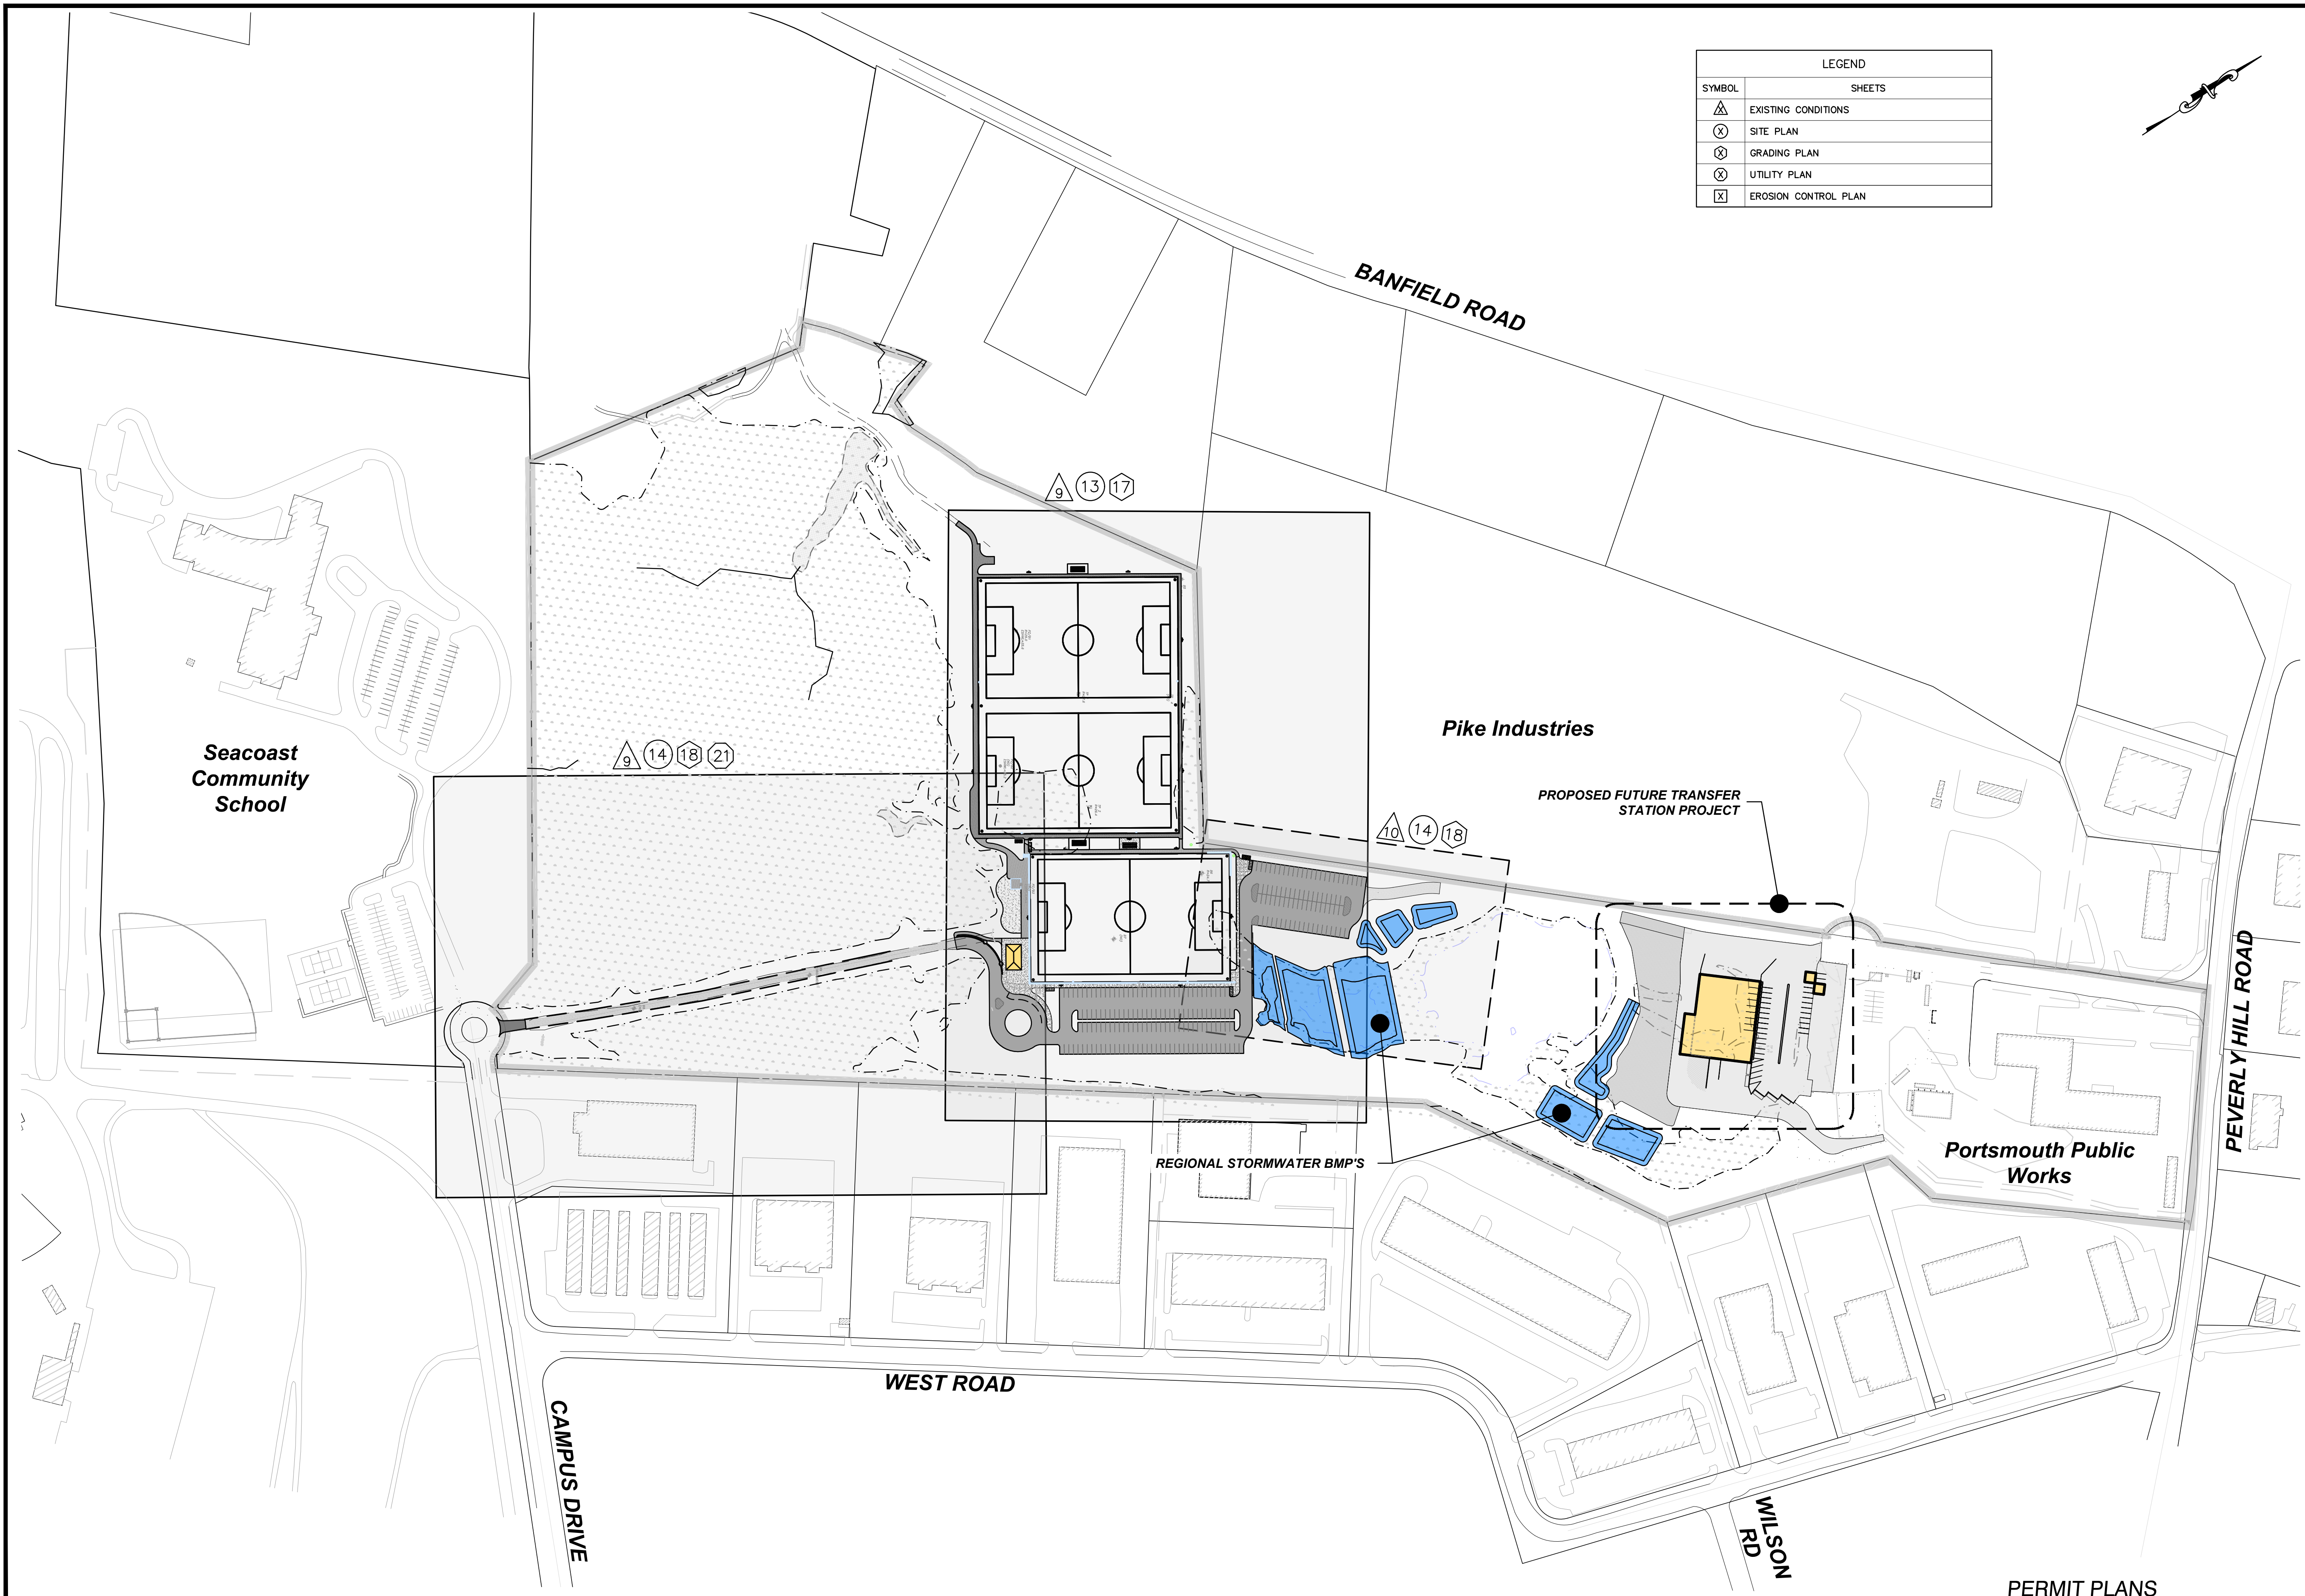 LEGEND
SYMBOL SHEETS
X EXISTING CONDITIONS
X SITE PLAN
X GRADING PLAN
X UTILITY PLAN
X EROSION CONTROL PLAN
BANFIELD ROAD
9 13 17
Pike Industries
Seacoast
Community
School
9 14 18 21
PROPOSED FUTURE TRANSFER
STATION PROJECT
10 14 18
PEVERLY HILL ROAD
REGIONAL STORMWATER BMP'S
Portsmouth Public
Works
WEST ROAD
CAMPUS DRIVE
WILSON
RD
PERMIT PLANS